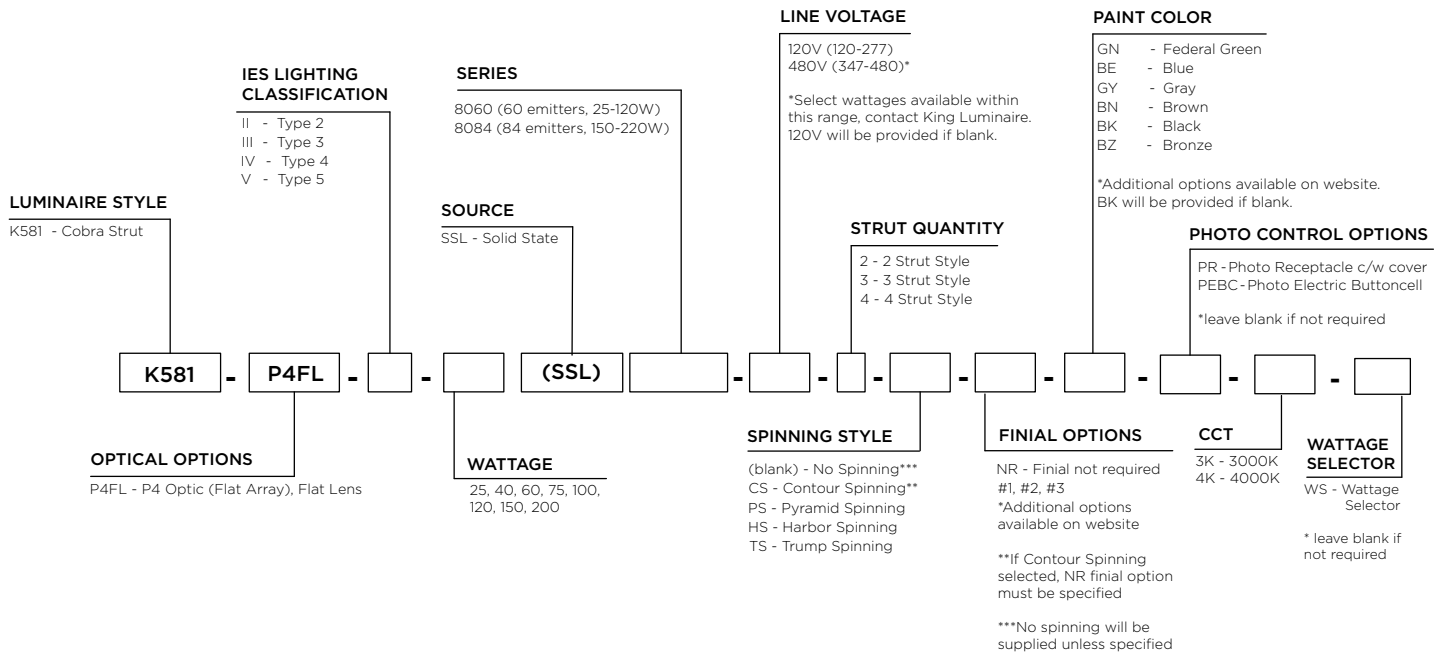 LINE VOLTAGE
120V (120-277)
480V (347-480)*
*Select wattages available within
this range, contact King Luminaire.
120V will be provided if blank.
PAINT COLOR
GN - Federal Green
BE - Blue
GY - Gray
BN - Brown
BK - Black
BZ - Bronze
*Additional options available on website.
BK will be provided if blank.
IES LIGHTING
CLASSIFICATION
II - Type 2
III - Type 3
IV - Type 4
V - Type 5
SERIES
8060 (60 emitters, 25-120W)
8084 (84 emitters, 150-220W)
LUMINAIRE STYLE
K581 - Cobra Strut
SOURCE
SSL - Solid State
STRUT QUANTITY
2 - 2 Strut Style
3 - 3 Strut Style
4 - 4 Strut Style
PHOTO CONTROL OPTIONS
PR - Photo Receptacle c/w cover
PEBC - Photo Electric Buttoncell
*leave blank if not required
K581 - P4FL - - (SSL) - - - - - - - -
OPTICAL OPTIONS
P4FL - P4 Optic (Flat Array), Flat Lens
WATTAGE
25, 40, 60, 75, 100,
120, 150, 200
SPINNING STYLE
(blank) - No Spinning***
CS - Contour Spinning**
PS - Pyramid Spinning
HS - Harbor Spinning
TS - Trump Spinning
FINIAL OPTIONS
NR - Finial not required
#1, #2, #3
*Additional options
available on website
**If Contour Spinning
selected, NR finial option
must be specified
***No spinning will be
supplied unless specified
CCT
3K - 3000K
4K - 4000K
WATTAGE
SELECTOR
WS - Wattage
Selector
* leave blank if
not required